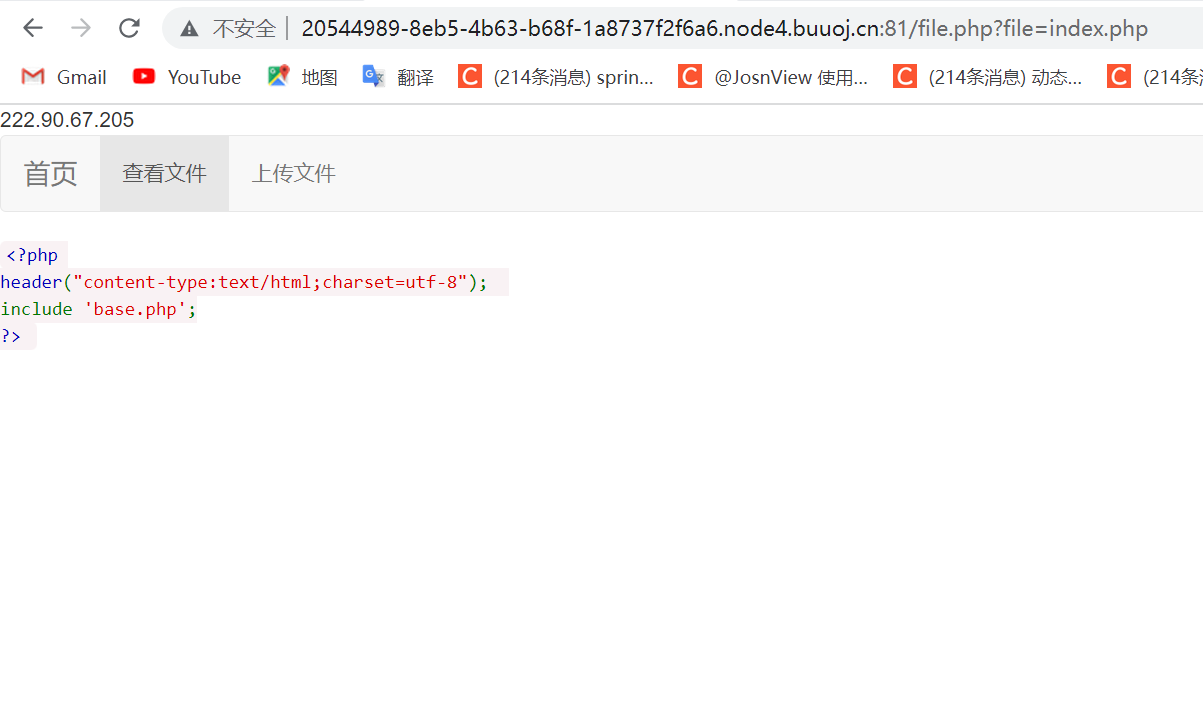 不安全 20544989-8eb5-4b63-b68f-1a8737f2f6a6.node4.buuoj.cn:81/file.php?file=index.php
Gmail YouTube 地图 翻译 C (214条消息) sprin... C @JosnView 使用... C (214条消息) 动态... C (214条
222.90.67.205
首页 查看文件 上传文件
<?php
header("content-type:text/html;charset=utf-8");
include 'base.php';
?>